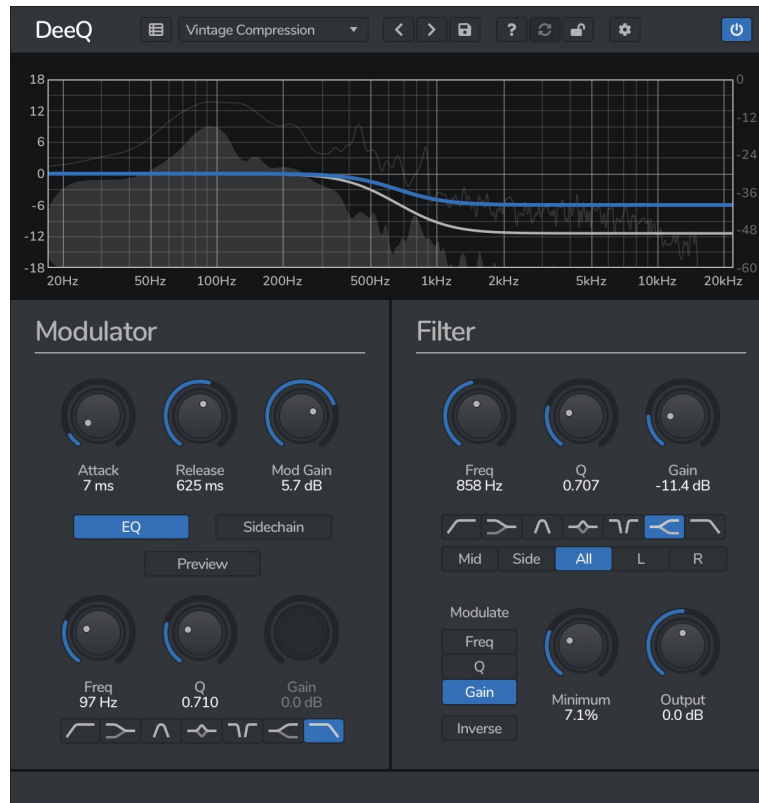 DeeQ Vintage Compression ?
18 0
12 -12
6 -24
0 -36
-6 -48
-12
-18 -60
20Hz 50Hz 100Hz 200Hz 500Hz 1kHz 2kHz 5kHz 10kHz 20kHz
Modulator
Attack Release Mod Gain
7 ms 625 ms 5.7 dB
EQ Sidechain
Preview
Freq Q Gain
97 Hz 0.710 0.0 dB
Filter
Freq Q Gain
858 Hz 0.707 -11.4 dB
Mid Side All L R
Modulate
Freq
Q
Gain
Inverse
Minimum Output
7.1% 0.0 dB